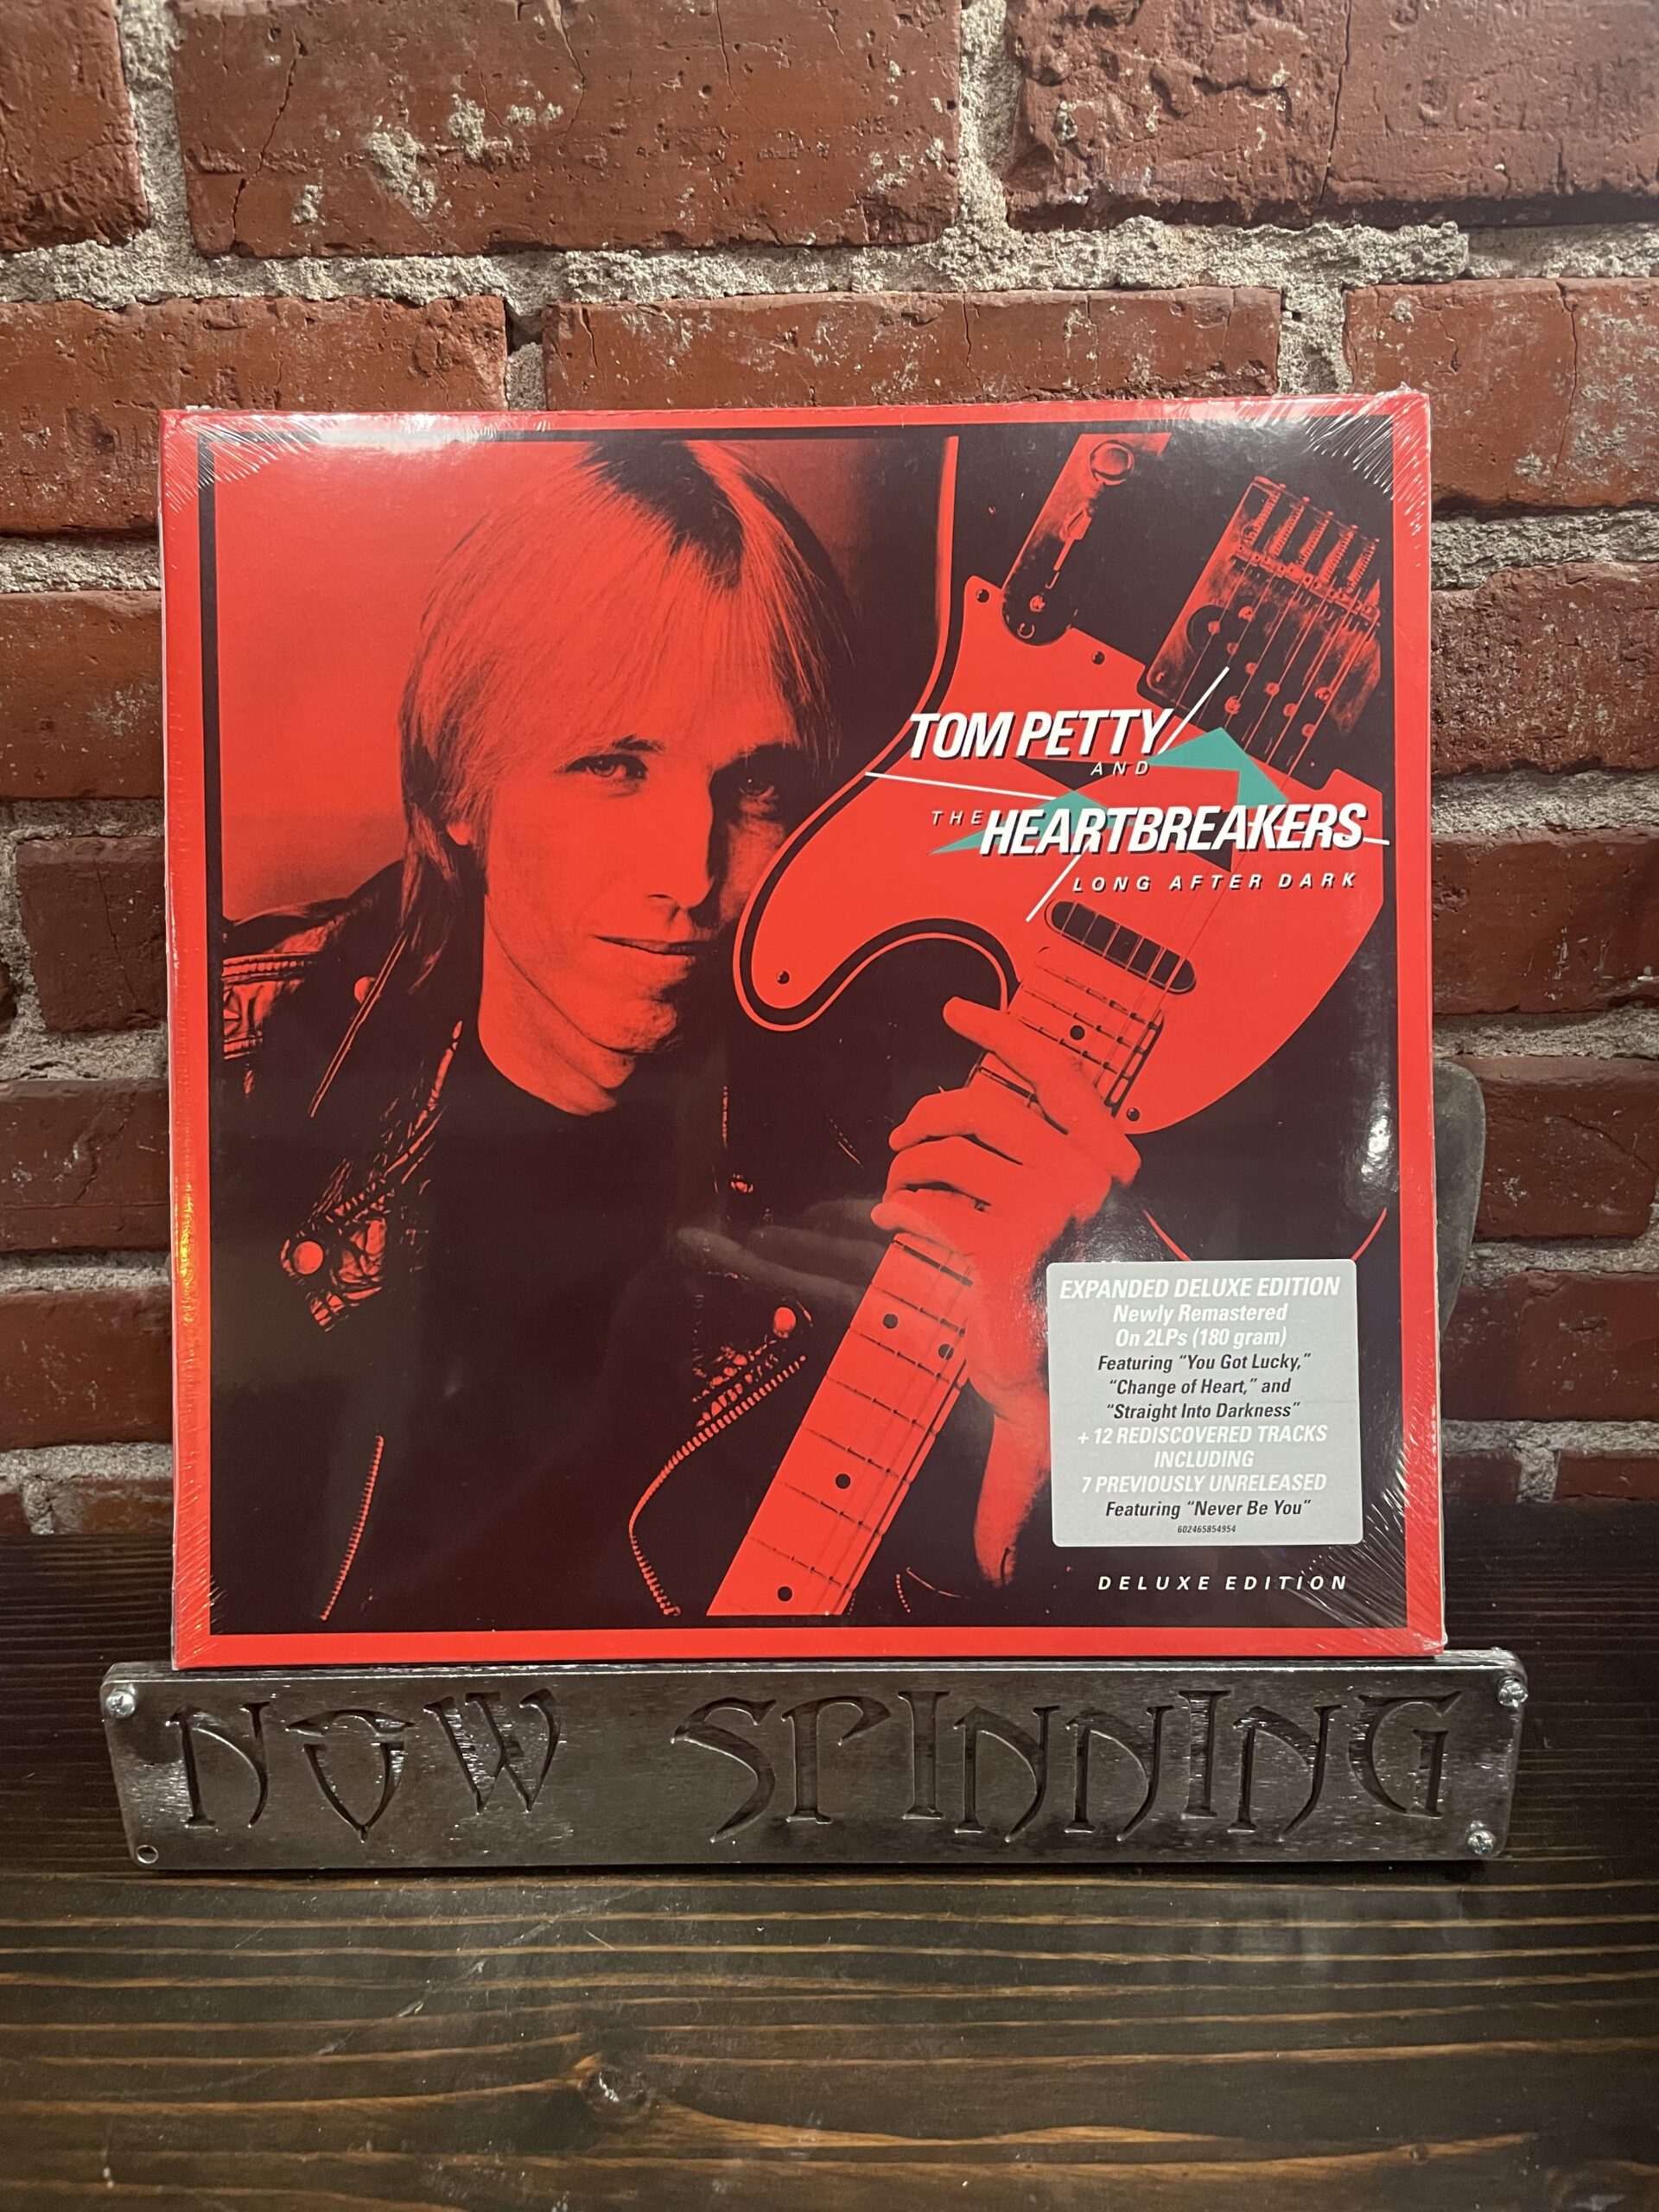 TOM PETTY
AND
THE HEARTBREAKERS
LONG AFTER DARK
EXPANDED DELUXE EDITION
Newly Remastered
On 2LPs (180 gram)
Featuring “You Got Lucky,”
“Change of Heart,” and
“Straight Into Darkness”
+ 12 REDISCOVERED TRACKS
INCLUDING
7 PREVIOUSLY UNRELEASED
Featuring “Never Be You”
602465854954
DELUXE EDITION
NOW SPINNING